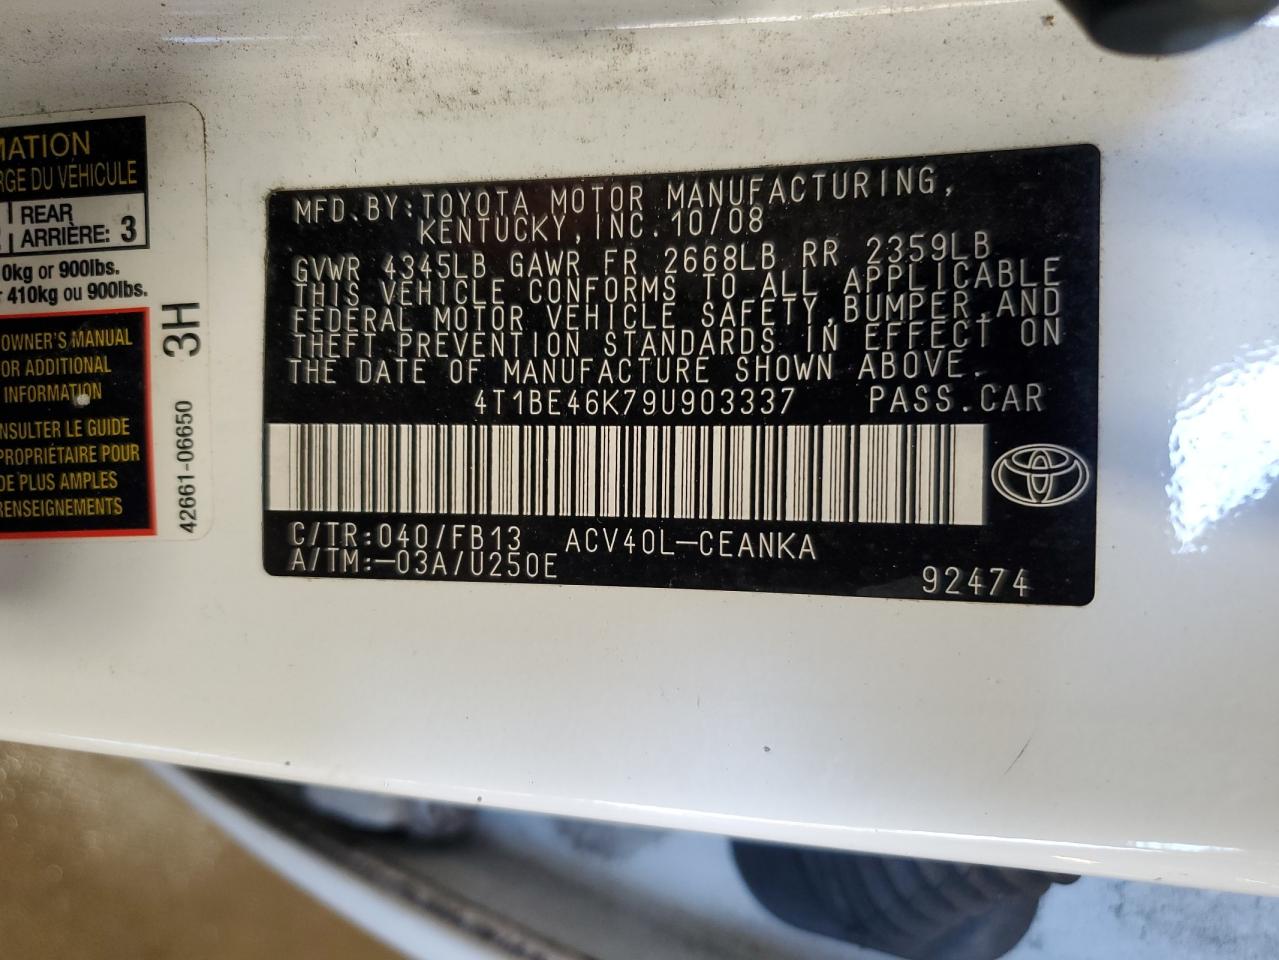 MATION
RGE DU VÉHICULE
REAR
ARRIÈRE: 3
0kg or 900lbs.
410kg ou 900lbs.
OWNER'S MANUAL
OR ADDITIONAL
INFORMATION
NSULTER LE GUIDE
PROPRIÉTAIRE POUR
DE PLUS AMPLES
RENSEIGNEMENTS
3H
42661-06650
MFD.BY:TOYOTA MOTOR MANUFACTURING,
KENTUCKY,INC.10/08
GVWR 4345LB GAWR FR 2668LB RR 2359LB
THIS VEHICLE CONFORMS TO ALL APPLICABLE
FEDERAL MOTOR VEHICLE SAFETY,BUMPER,AND
THEFT PREVENTION STANDARDS IN EFFECT ON
THE DATE OF MANUFACTURE SHOWN ABOVE.
4T1BE46K79U903337 PASS.CAR
C/TR:040/FB13 ACV40L-CEANKA
A/TM:-03A/U250E
92474